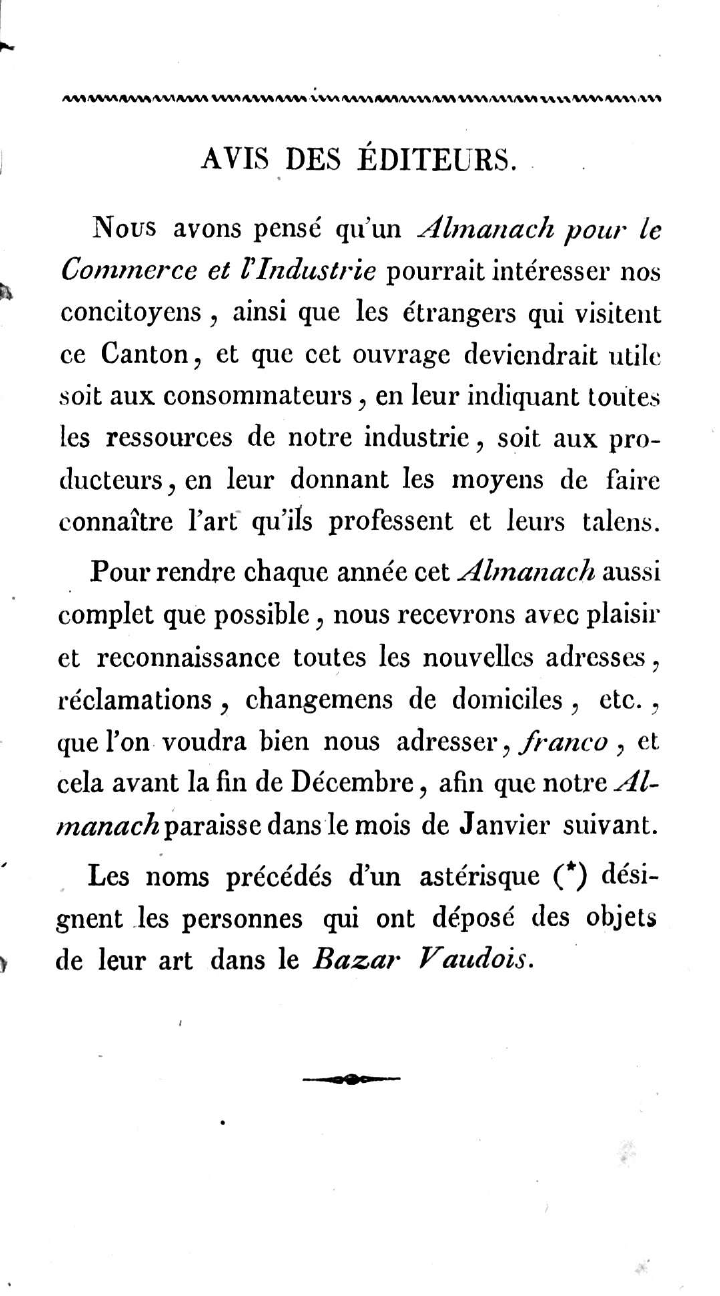 AVIS DES ÉDITEURS.
Nous avons pensé qu'un Almanach pour le
Commerce et l'Industrie pourrait intéresser nos
concitoyens, ainsi que les étrangers qui visitent
ce Canton, et que cet ouvrage deviendrait utile
soit aux consommateurs, en leur indiquant toutes
les ressources de notre industrie, soit aux pro-
ducteurs, en leur donnant les moyens de faire
connaître l'art qu'ils professent et leurs talens.
Pour rendre chaque année cet Almanach aussi
complet que possible, nous recevrons avec plaisir
et reconnaissance toutes les nouvelles adresses,
réclamations, changemens de domiciles, etc.,
que l'on voudra bien nous adresser, franco, et
cela avant la fin de Décembre, afin que notre Al-
manach paraisse dans le mois de Janvier suivant.
Les noms précédés d'un astérisque (*) dési-
gnent les personnes qui ont déposé des objets
de leur art dans le Bazar Vaudois.